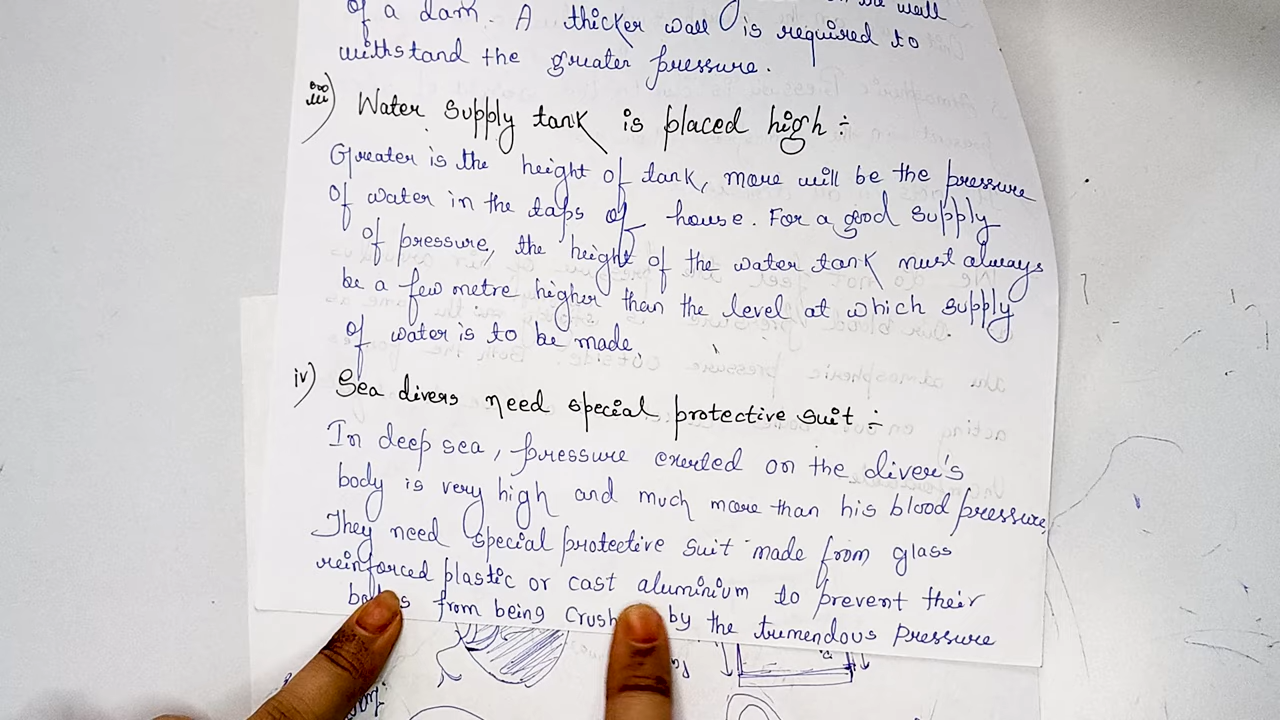 of a dam. A thicker wall is required to
withstand the greater pressure.
iii) Water supply tank is placed high :-
Greater is the height of tank, more will be the pressure
of water in the taps of house. For a good supply
of pressure, the height of the water tank must always
be a few metre higher than the level at which supply
of water is to be made.
iv) Sea divers need special protective suit :-
In deep sea, pressure exerted on the diver's
body is very high and much more than his blood pressure.
They need special protective suit made from glass
reinforced plastic or cast aluminium to prevent their
from being by the tremendous pressure